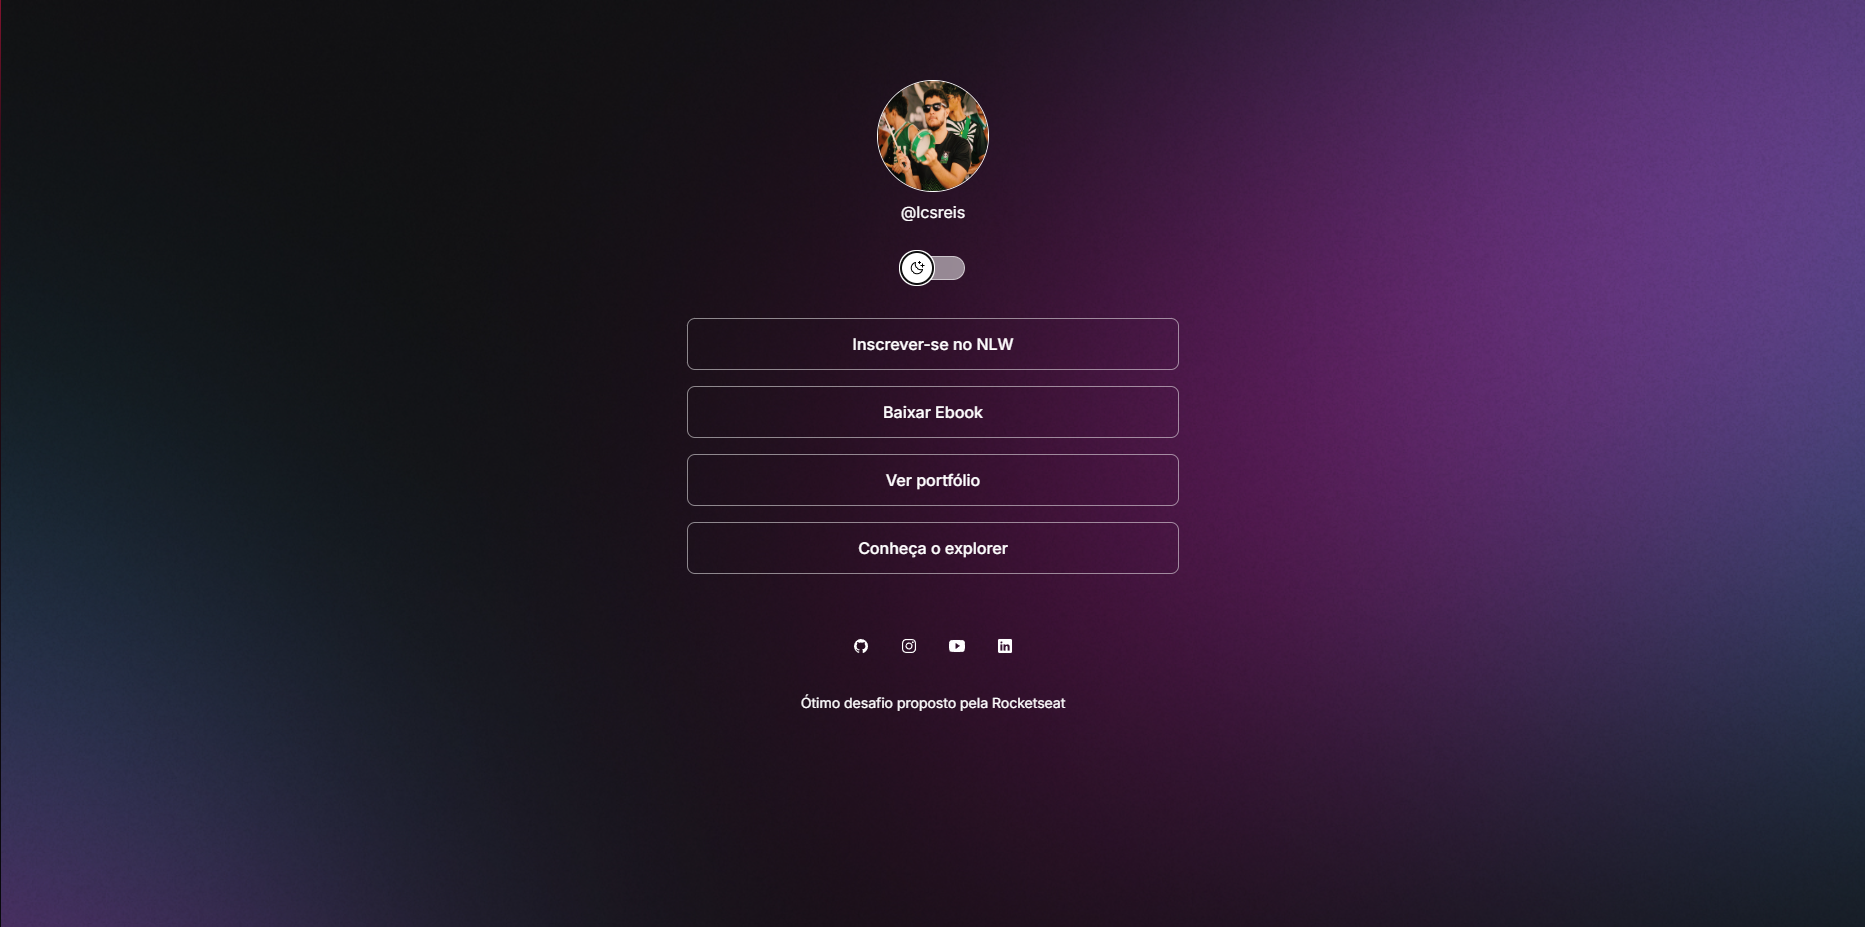 @lcsreis
Inscrever-se no NLW
Baixar Ebook
Ver portfólio
Conheça o explorer
Ótimo desafio proposto pela Rocketseat